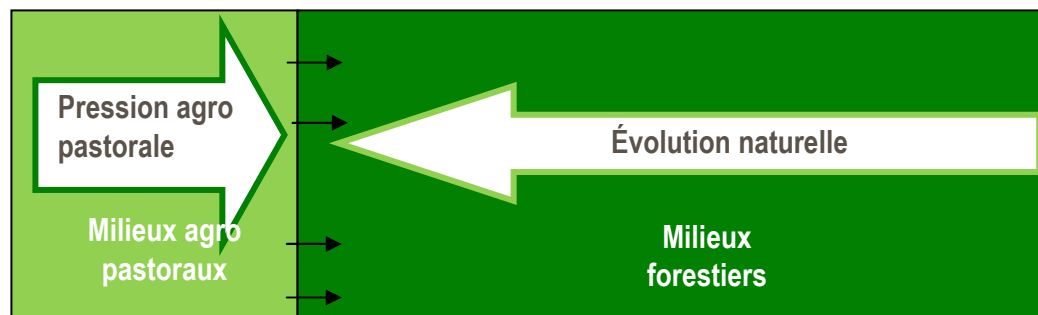 Pression agro
pastorale
Évolution naturelle
Milieux agro
pastoraux
Milieux
forestiers